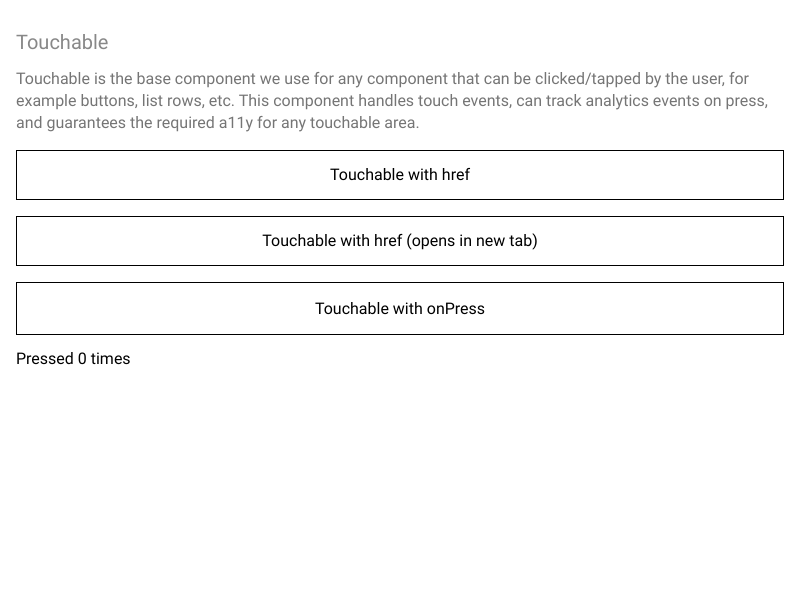 Touchable
Touchable is the base component we use for any component that can be clicked/tapped by the user, for
example buttons, list rows, etc. This component handles touch events, can track analytics events on press,
and guarantees the required a11y for any touchable area.
Touchable with href
Touchable with href (opens in new tab)
Touchable with onPress
Pressed 0 times